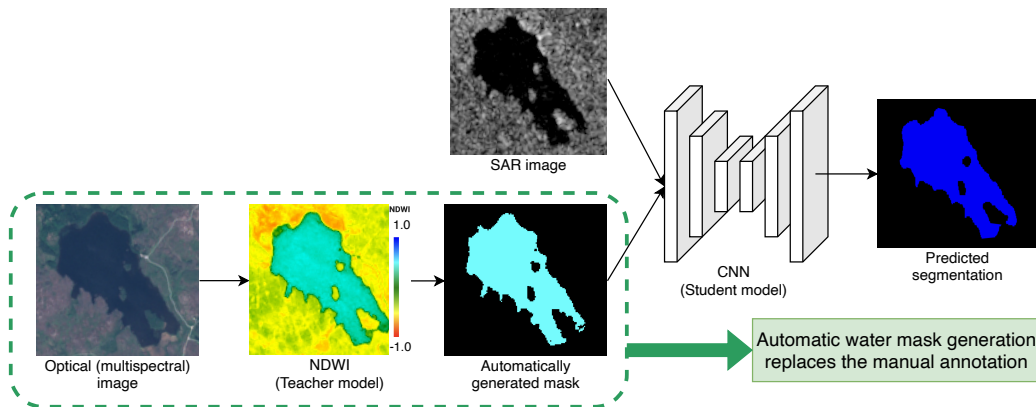 SAR image
Optical (multispectral)
image
NDWI
1.0
-1.0
NDWI
(Teacher model)
Automatically
generated mask
CNN
(Student model)
Predicted
segmentation
Automatic water mask generation
replaces the manual annotation